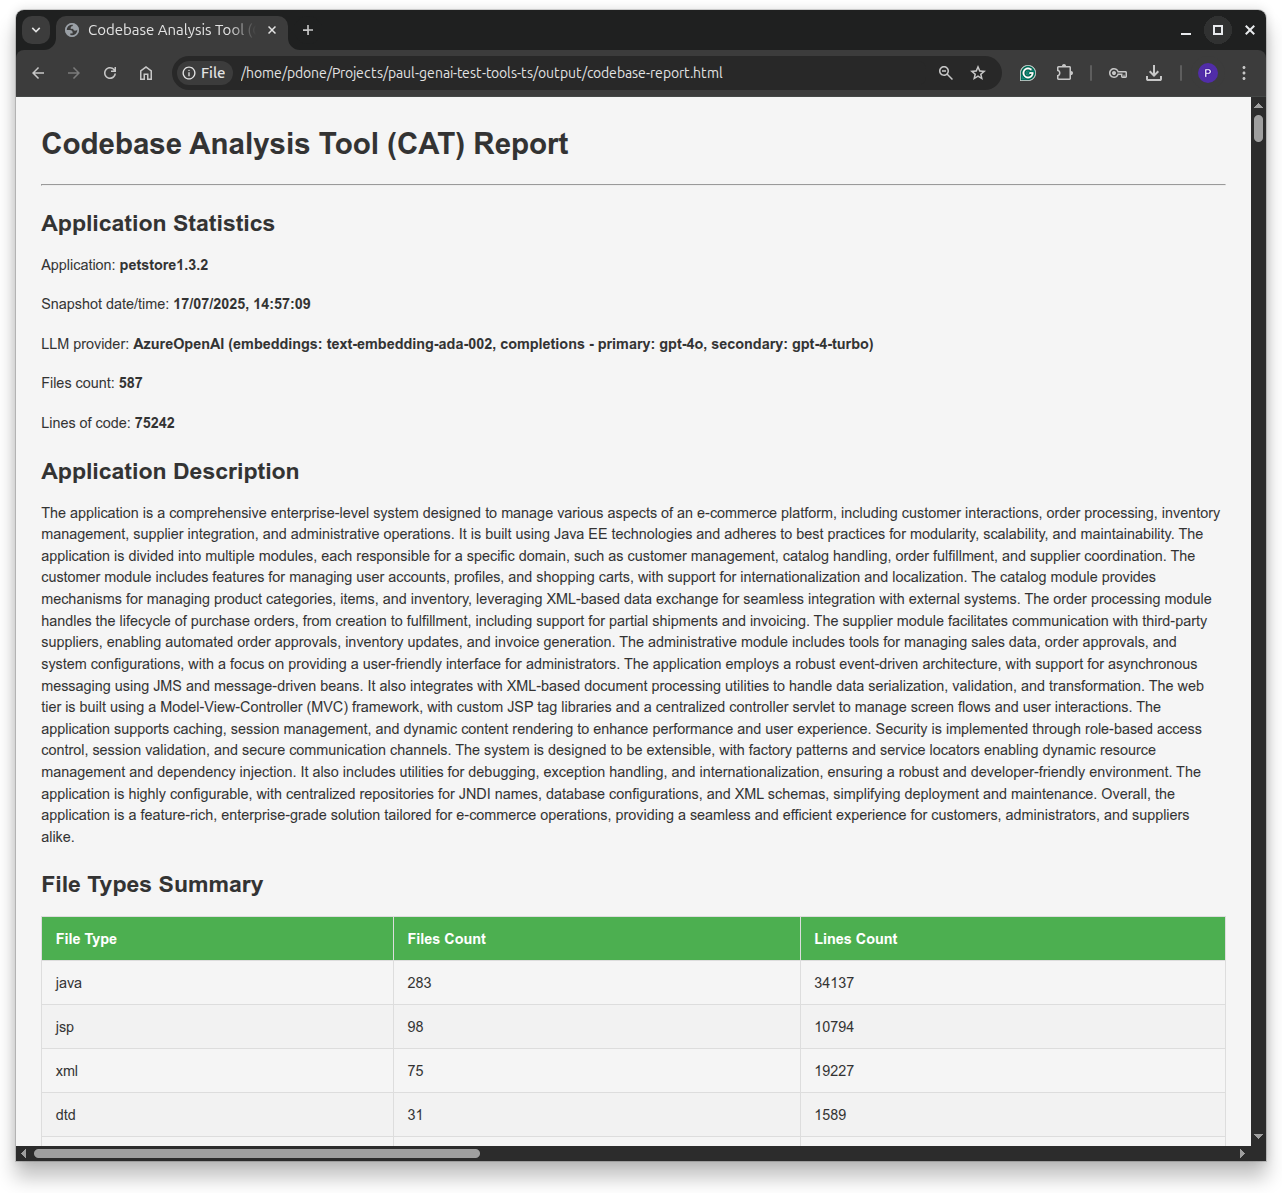 Codebase Analysis Tool (
File /home/pdone/Projects/paul-genai-test-tools-ts/output/codebase-report.html
P
Codebase Analysis Tool (CAT) Report
Application Statistics
Application: petstore1.3.2
Snapshot date/time: 17/07/2025, 14:57:09
LLM provider: AzureOpenAI (embeddings: text-embedding-ada-002, completions - primary: gpt-4o, secondary: gpt-4-turbo)
Files count: 587
Lines of code: 75242
Application Description
The application is a comprehensive enterprise-level system designed to manage various aspects of an e-commerce platform, including customer interactions, order processing, inventory
management, supplier integration, and administrative operations. It is built using Java EE technologies and adheres to best practices for modularity, scalability, and maintainability. The
application is divided into multiple modules, each responsible for a specific domain, such as customer management, catalog handling, order fulfillment, and supplier coordination. The
customer module includes features for managing user accounts, profiles, and shopping carts, with support for internationalization and localization. The catalog module provides
mechanisms for managing product categories, items, and inventory, leveraging XML-based data exchange for seamless integration with external systems. The order processing module
handles the lifecycle of purchase orders, from creation to fulfillment, including support for partial shipments and invoicing. The supplier module facilitates communication with third-party
suppliers, enabling automated order approvals, inventory updates, and invoice generation. The administrative module includes tools for managing sales data, order approvals, and
system configurations, with a focus on providing a user-friendly interface for administrators. The application employs a robust event-driven architecture, with support for asynchronous
messaging using JMS and message-driven beans. It also integrates with XML-based document processing utilities to handle data serialization, validation, and transformation. The web
tier is built using a Model-View-Controller (MVC) framework, with custom JSP tag libraries and a centralized controller servlet to manage screen flows and user interactions. The
application supports caching, session management, and dynamic content rendering to enhance performance and user experience. Security is implemented through role-based access
control, session validation, and secure communication channels. The system is designed to be extensible, with factory patterns and service locators enabling dynamic resource
management and dependency injection. It also includes utilities for debugging, exception handling, and internationalization, ensuring a robust and developer-friendly environment. The
application is highly configurable, with centralized repositories for JNDI names, database configurations, and XML schemas, simplifying deployment and maintenance. Overall, the
application is a feature-rich, enterprise-grade solution tailored for e-commerce operations, providing a seamless and efficient experience for customers, administrators, and suppliers
alike.
File Types Summary
File Type Files Count Lines Count
java 283 34137
jsp 98 10794
xml 75 19227
dtd 31 1589